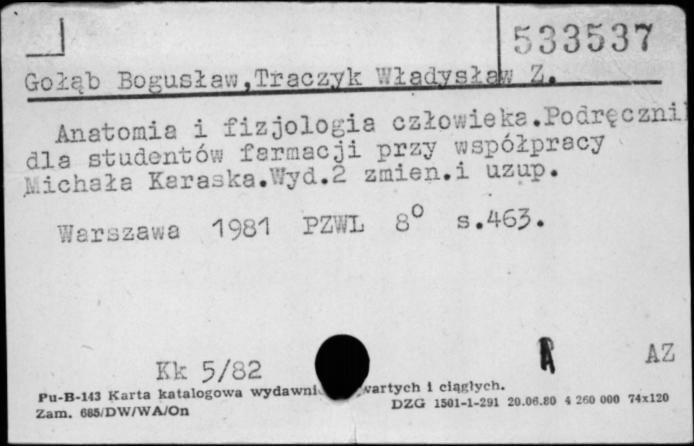 533537
Gołąb Bogusław,Traczyk Władysław Z.
Anatomia i fizjologia człowieka.Podręcznik
dla studentów farmacji przy współpracy
Michała Karaska.Wyd.2 zmien.i uzup.
Warszawa 1981 PZWL 8° s.463.
Kk 5/82
AZ
Pu-B-143 Karta katalogowa wydawni wartych i ciągłych.
Zam. 685/DW/WA/On
DZG 1501-1-291 20.06.80 4 260 000 74x120